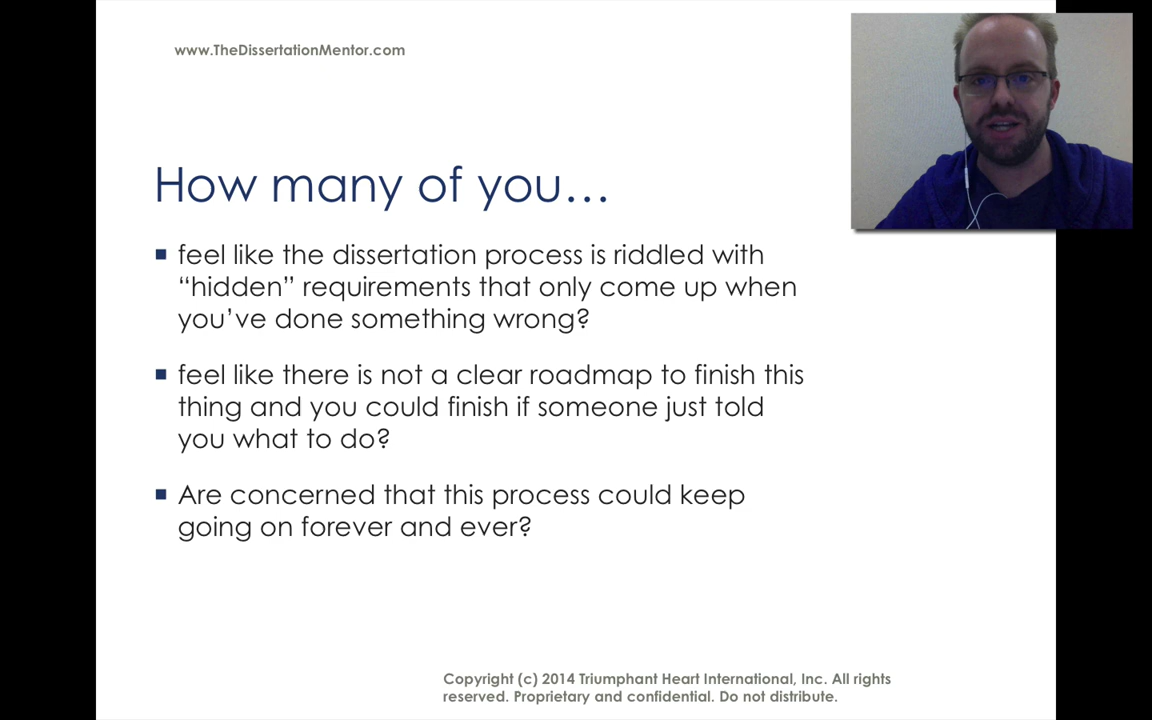 www.TheDissertationMentor.com
How many of you…
▪ feel like the dissertation process is riddled with
“hidden” requirements that only come up when
you’ve done something wrong?
▪ feel like there is not a clear roadmap to finish this
thing and you could finish if someone just told
you what to do?
▪ Are concerned that this process could keep
going on forever and ever?
Copyright (c) 2014 Triumphant Heart International, Inc. All rights
reserved. Proprietary and confidential. Do not distribute.